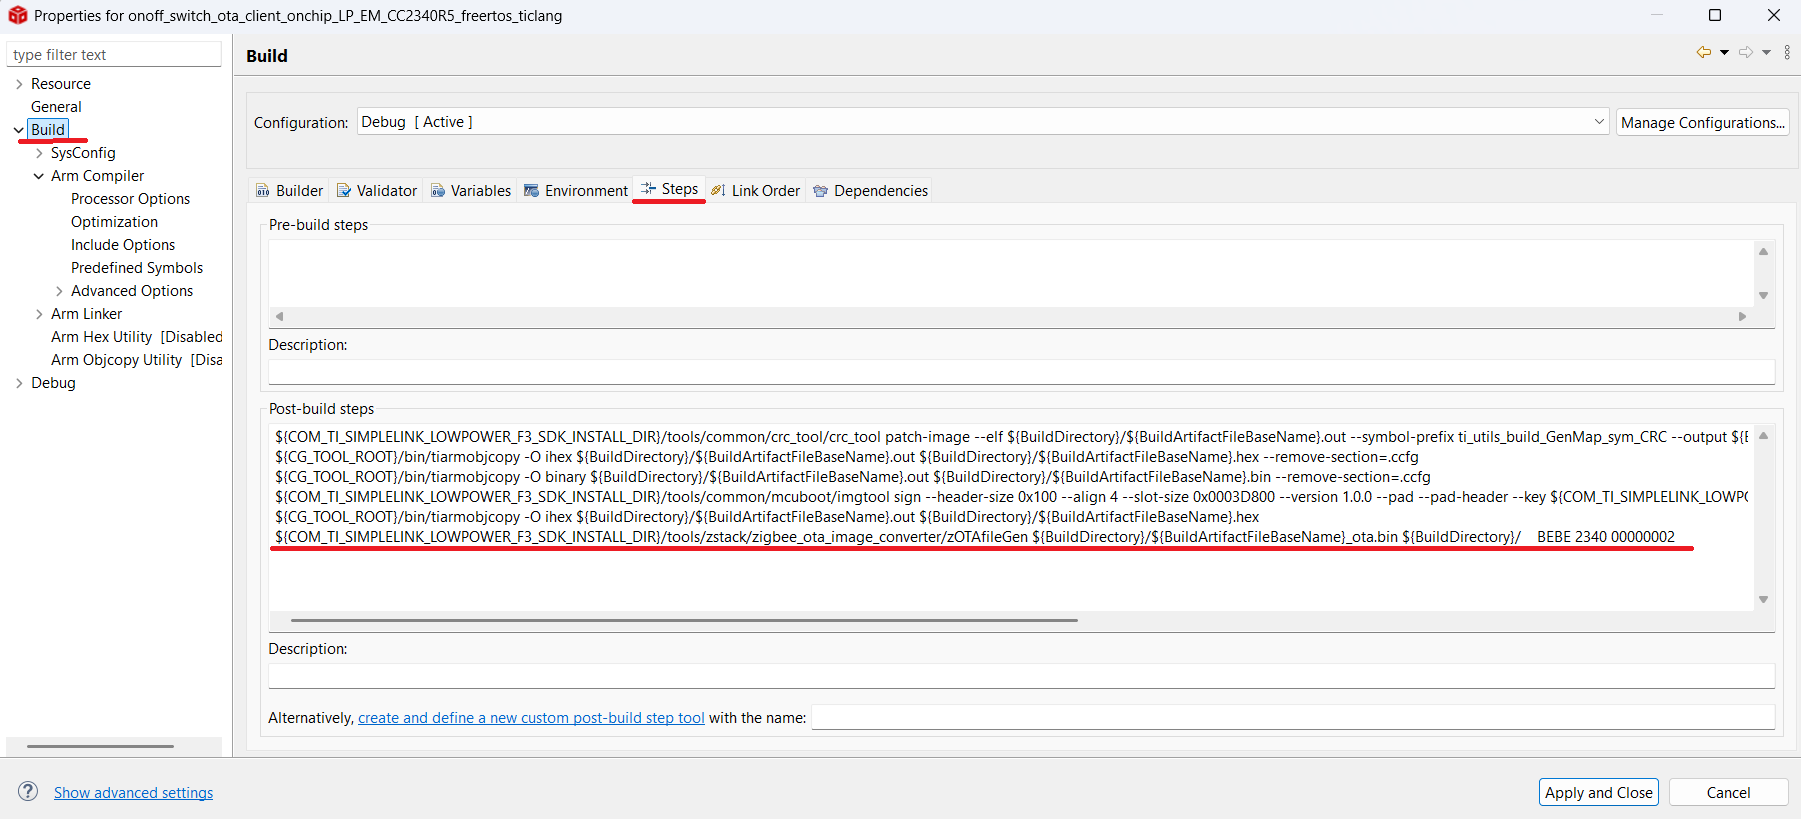 Properties for onoff_switch_ota_client_onchip_LP_EM_CC2340R5_freertos_ticlang
type filter text
Resource
General
Build
SysConfig
Arm Compiler
Processor Options
Optimization
Include Options
Predefined Symbols
Advanced Options
Arm Linker
Arm Hex Utility [Disabled
Arm Objcopy Utility [Disa
Debug
Build
Configuration: Debug [ Active ] Manage Configurations...
Builder Validator Variables Environment Steps Link Order Dependencies
Pre-build steps
Description:
Post-build steps
${COM_TI_SIMPLELINK_LOWPOWER_F3_SDK_INSTALL_DIR}/tools/common/crc_tool/crc_tool patch-image --elf ${BuildDirectory}/${BuildArtifactFileBaseName}.out --symbol-prefix ti_utils_build_GenMap_sym_CRC --output ${
${CG_TOOL_ROOT}/bin/tiarmobjcopy -O ihex ${BuildDirectory}/${BuildArtifactFileBaseName}.out ${BuildDirectory}/${BuildArtifactFileBaseName}.hex --remove-section=.ccfg
${CG_TOOL_ROOT}/bin/tiarmobjcopy -O binary ${BuildDirectory}/${BuildArtifactFileBaseName}.out ${BuildDirectory}/${BuildArtifactFileBaseName}.bin --remove-section=.ccfg
${COM_TI_SIMPLELINK_LOWPOWER_F3_SDK_INSTALL_DIR}/tools/common/mcuboot/imgtool sign --header-size 0x100 --align 4 --slot-size 0x0003D800 --version 1.0.0 --pad --pad-header --key ${COM_TI_SIMPLELINK_LOWP
${CG_TOOL_ROOT}/bin/tiarmobjcopy -O ihex ${BuildDirectory}/${BuildArtifactFileBaseName}.out ${BuildDirectory}/${BuildArtifactFileBaseName}.hex
${COM_TI_SIMPLELINK_LOWPOWER_F3_SDK_INSTALL_DIR}/tools/zstack/zigbee_ota_image_converter/zOTAfileGen ${BuildDirectory}/${BuildArtifactFileBaseName}_ota.bin ${BuildDirectory}/ BEBE 2340 00000002
Description:
Alternatively, create and define a new custom post-build step tool with the name:
Show advanced settings
Apply and Close
Cancel